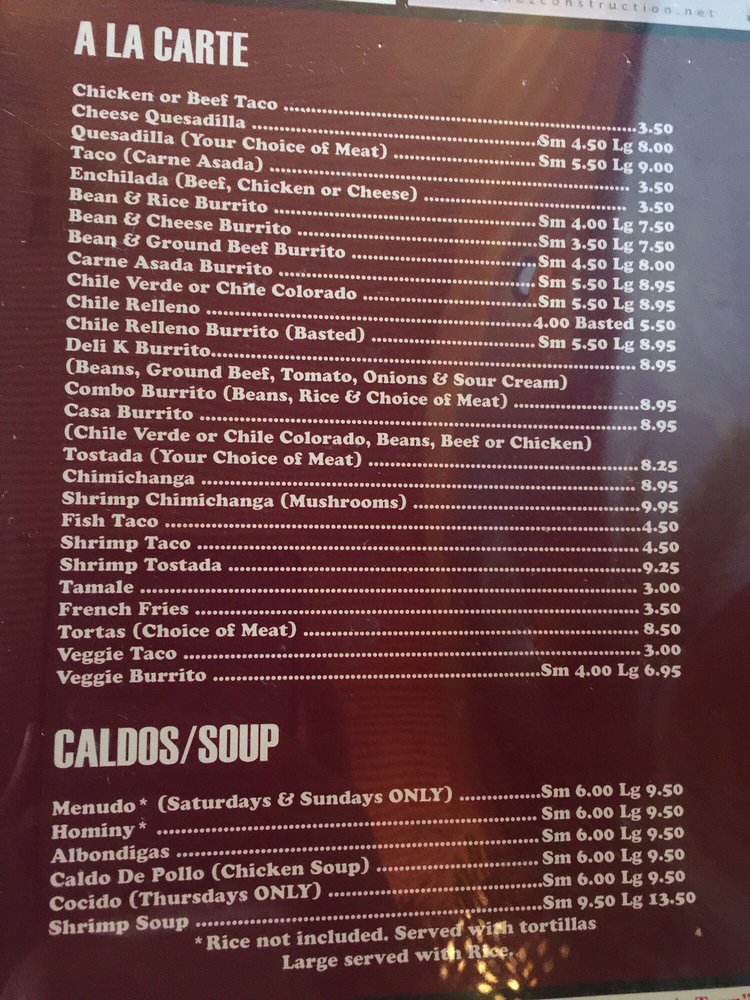 A LA CARTE
Chicken or Beef Taco ........ 3.50
Cheese Quesadilla ........ Sm 4.50 Lg 8.00
Quesadilla (Your Choice of Meat) ........ Sm 5.50 Lg 9.00
Taco (Carne Asada) ........ 3.50
Enchilada (Beef, Chicken or Cheese) ........ 3.50
Bean & Rice Burrito ........ Sm 4.00 Lg 7.50
Bean & Cheese Burrito ........ Sm 3.50 Lg 7.50
Bean & Ground Beef Burrito ........ Sm 4.50 Lg 8.00
Carne Asada Burrito ........ Sm 5.50 Lg 8.95
Chile Verde or Chile Colorado ........ Sm 5.50 Lg 8.95
Chile Relleno ........ 4.00 Basted 5.50
Chile Relleno Burrito (Basted) ........ Sm 5.50 Lg 8.95
Deli K Burrito ........ 8.95
(Beans, Ground Beef, Tomato, Onions & Sour Cream)
Combo Burrito (Beans, Rice & Choice of Meat) ........ 8.95
Casa Burrito ........ 8.95
(Chile Verde or Chile Colorado, Beans, Beef or Chicken)
Tostada (Your Choice of Meat) ........ 8.25
Chimichanga ........ 8.95
Shrimp Chimichanga (Mushrooms) ........ 9.95
Fish Taco ........ 4.50
Shrimp Taco ........ 4.50
Shrimp Tostada ........ 9.25
Tamale ........ 3.00
French Fries ........ 3.50
Tortas (Choice of Meat) ........ 8.50
Veggie Taco ........ 3.00
Veggie Burrito ........ Sm 4.00 Lg 6.95
CALDOS/SOUP
Menudo* (Saturdays & Sundays ONLY) ........ Sm 6.00 Lg 9.50
Hominy* ........ Sm 6.00 Lg 9.50
Albondigas ........ Sm 6.00 Lg 9.50
Caldo De Pollo (Chicken Soup) ........ Sm 6.00 Lg 9.50
Cocido (Thursdays ONLY) ........ Sm 6.00 Lg 9.50
Shrimp Soup ........ Sm 9.50 Lg 13.50
*Rice not included. Served with tortillas
Large served with Rice.